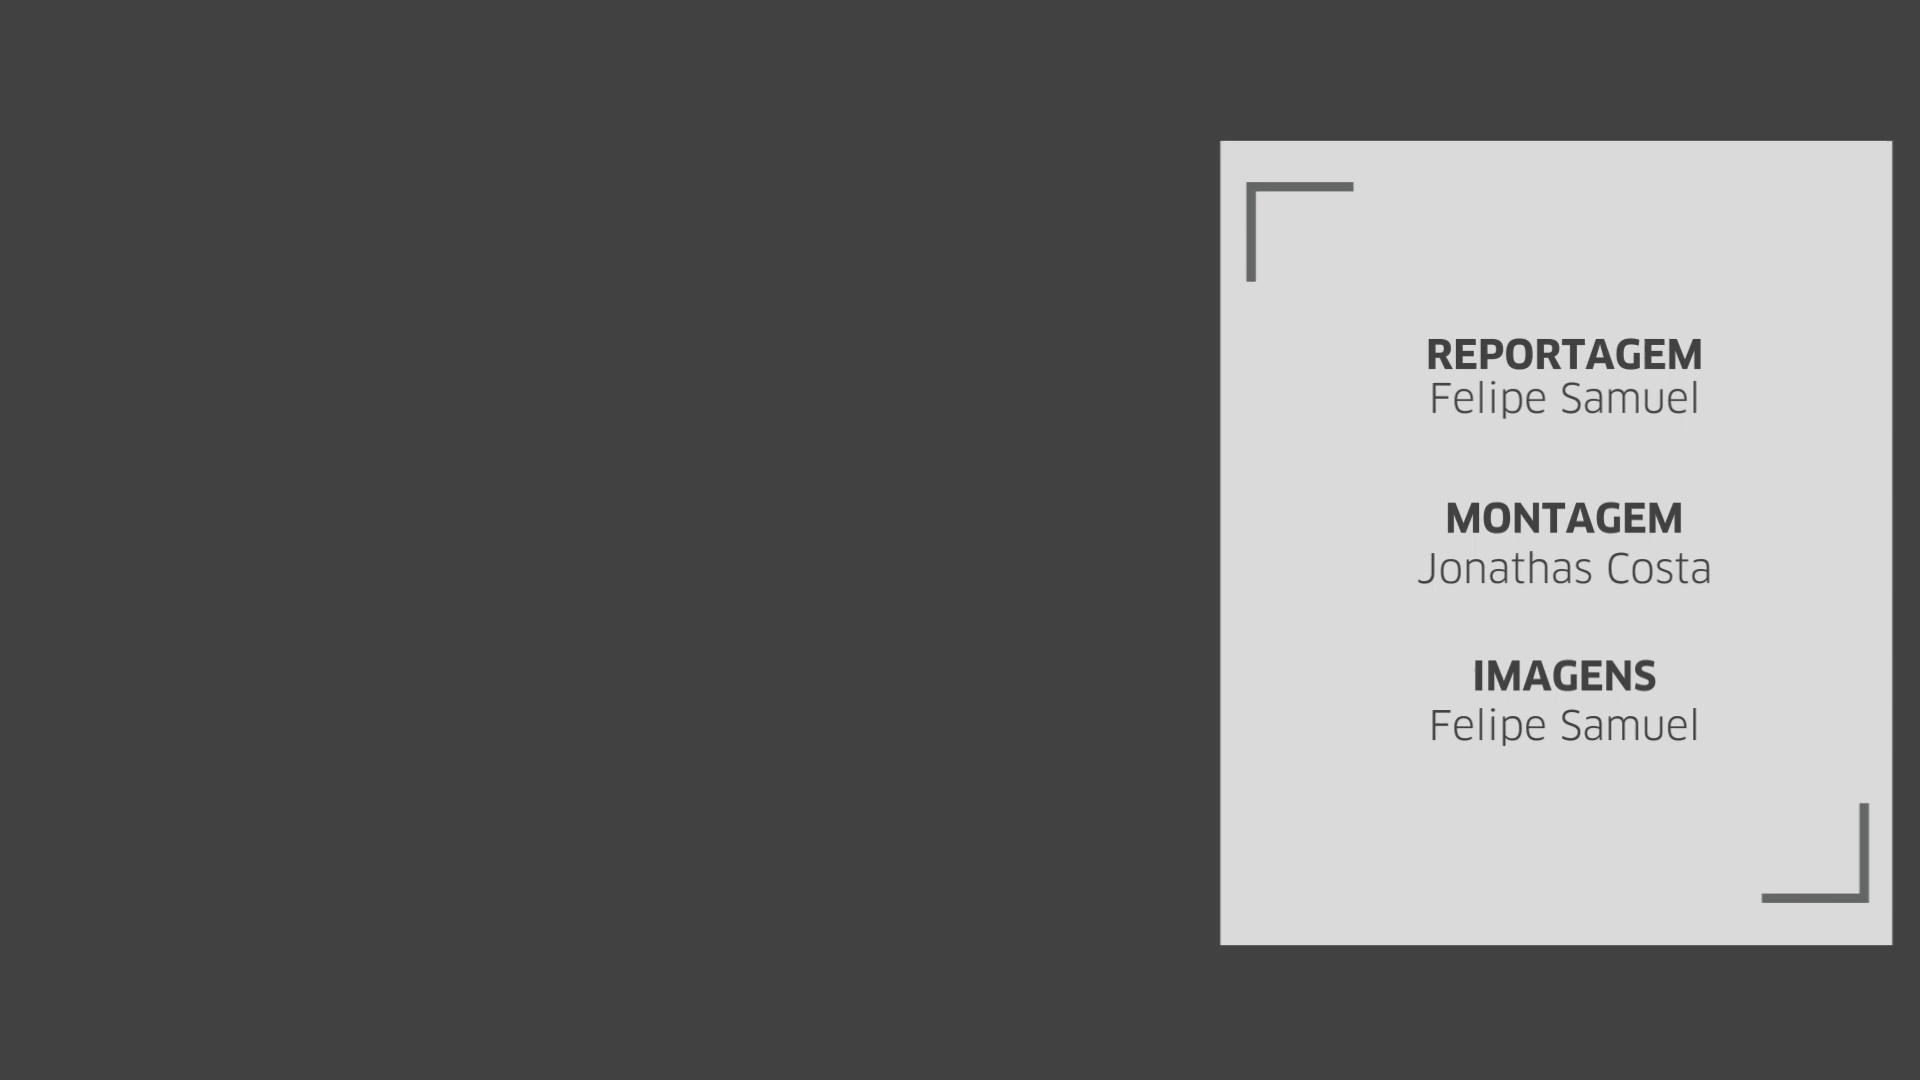 REPORTAGEM
Felipe Samuel
MONTAGEM
Jonathas Costa
IMAGENS
Felipe Samuel